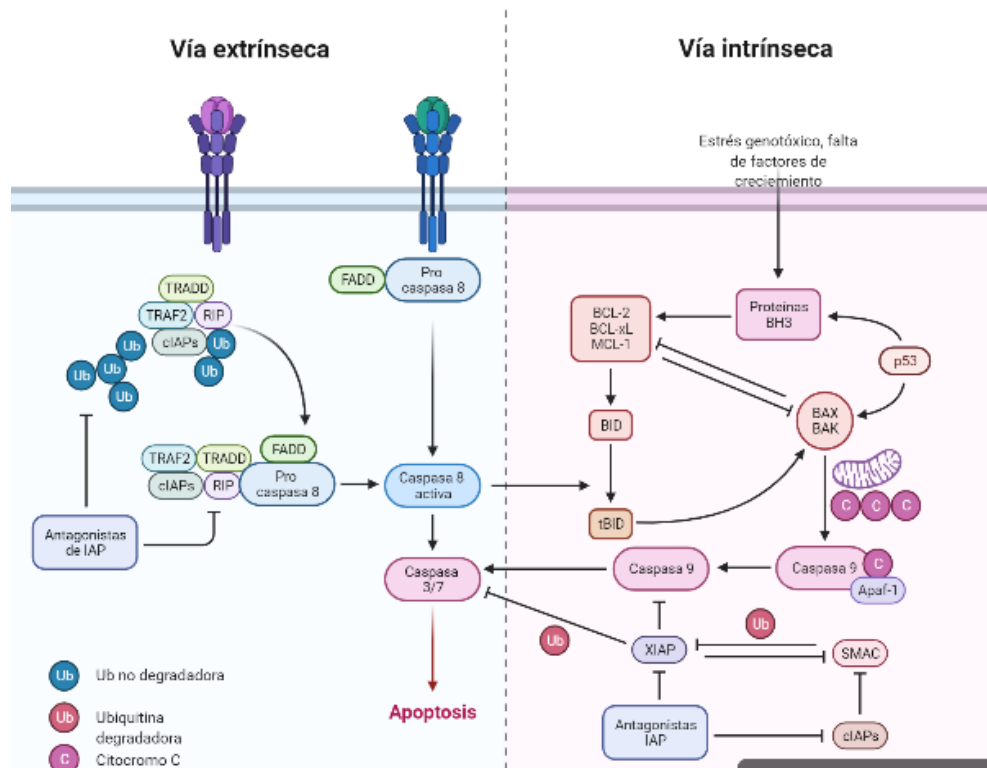 Vía extrínseca
Vía intrínseca
Estrés genotóxico, falta
de factores de
creciemiento
FADD
Pro
caspasa 8
TRADD
TRAF2
RIP
cIAPs
Ub
Ub
Ub
Ub
Ub
Ub
BCL-2
BCL-xL
MCL-1
Proteinas
BH3
p53
BAX
BAK
BID
FADD
TRAF2
TRADD
cIAPs
RIP
Pro
caspasa 8
Caspasa 8
activa
tBID
C
C
C
Antagonistas
de IAP
Caspasa
3/7
Caspasa 9
Caspasa 9
C
Apaf-1
Ub
Ub
XIAP
SMAC
Ub
Ub no degradadora
Ub
Ubiquitina
degradadora
C
Citocromo C
Apoptosis
Antagonistas
IAP
cIAPs